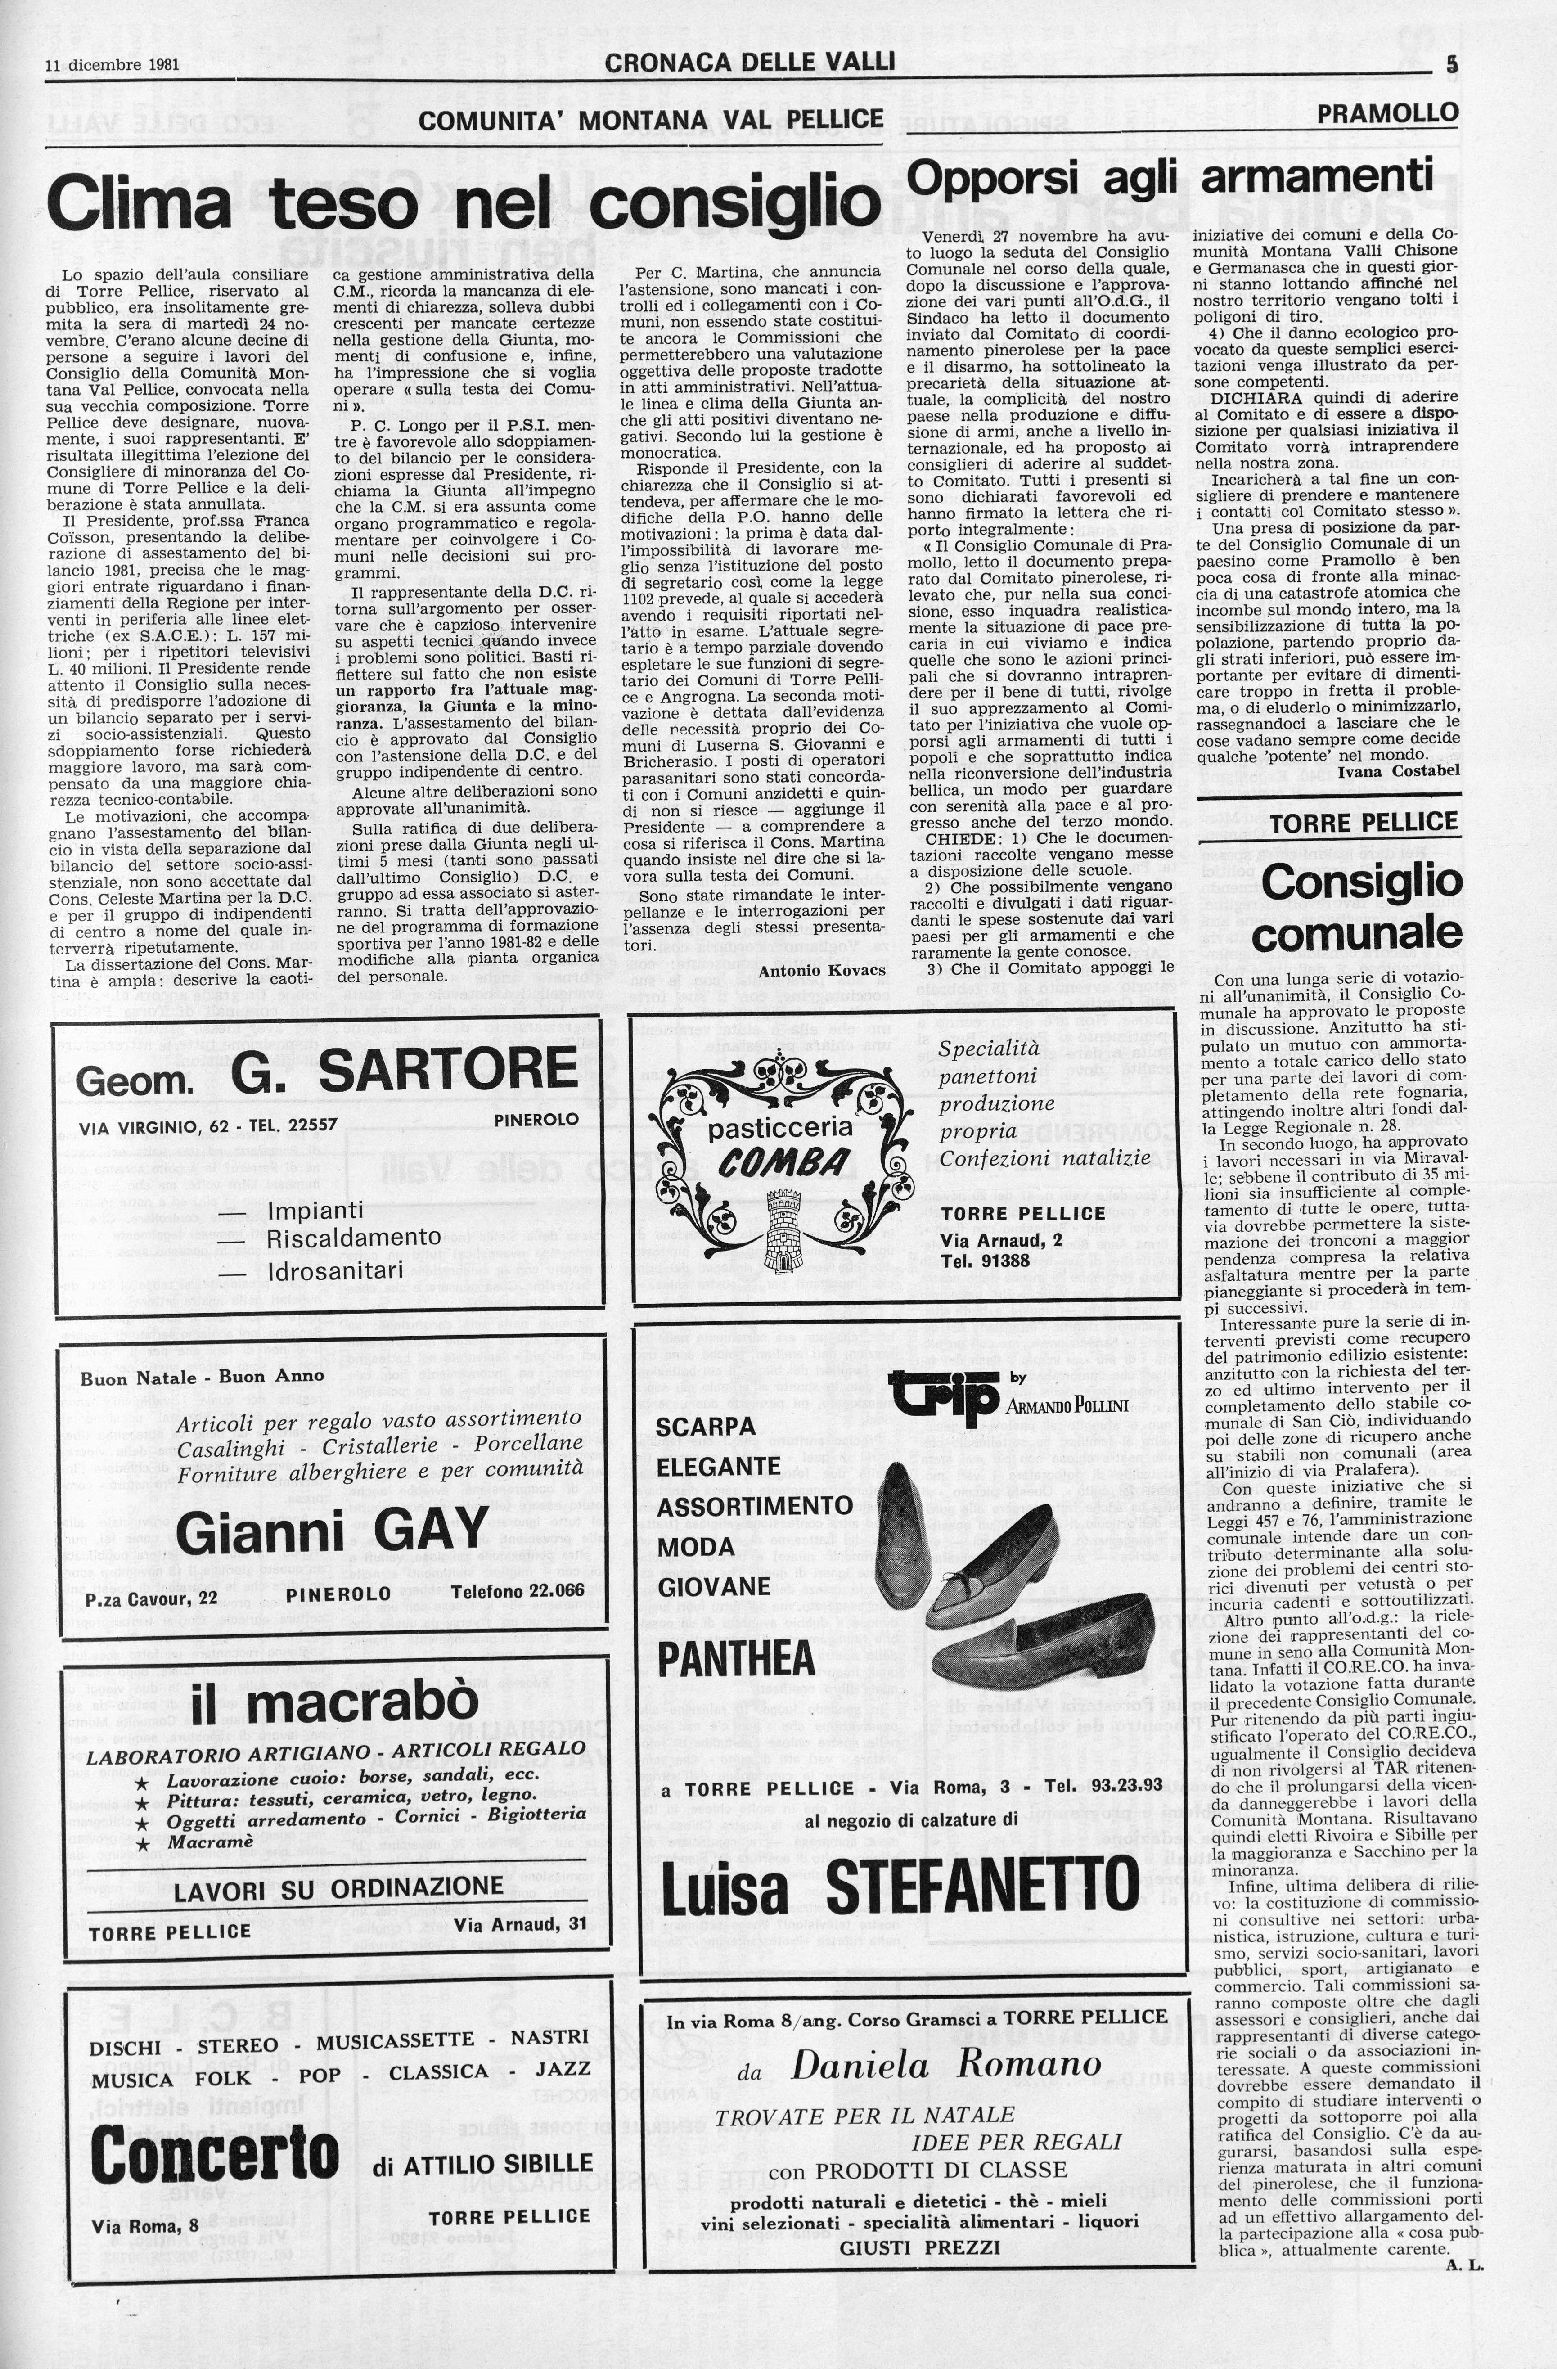 11 dicembre 1981
CRONACA DELLE VALLI
5
COMUNITA' MONTANA VAL PELLICE
Clima teso nel consiglio
Lo spazio dell'aula consiliare
di Torre Pellice, riservato al
pubblico, era insolitamente gre-
mita la sera di martedì 24 no-
vembre. C'erano alcune decine di
persone a seguire i lavori del
Consiglio della Comunità Mon-
tana Val Pellice, convocata nella
sua vecchia composizione. Torre
Pellice deve designare, nuova-
mente, i suoi rappresentanti. E'
risultata illegittima l'elezione del
Consigliere di minoranza del Co-
mune di Torre Pellice e la deli-
berazione è stata annullata.
Il Presidente, prof.ssa Franca
Coïsson, presentando la delibe-
razione di assestamento del bi-
lancio 1981, precisa che le mag-
giori entrate riguardano i finan-
ziamenti della Regione per inter-
venti in periferia alle linee elet-
triche (ex S.A.C.E.): L. 157 mi-
lioni; per i ripetitori televisivi
L. 40 milioni. Il Presidente rende
attento il Consiglio sulla neces-
sità di predisporre l'adozione di
un bilancio separato per i servi-
zi socio-assistenziali. Questo
sdoppiamento forse richiederà
maggiore lavoro, ma sarà com-
pensato da una maggiore chia-
rezza tecnico-contabile.
Le motivazioni, che accompa-
gnano l'assestamento del bilan-
cio in vista della separazione dal
bilancio del settore socio-assi-
stenziale, non sono accettate dal
Cons. Celeste Martina per la D.C.
e per il gruppo di indipendenti
di centro a nome del quale in-
terverrà ripetutamente.
La dissertazione del Cons. Mar-
tina è ampia: descrive la caoti-
ca gestione amministrativa della
C.M., ricorda la mancanza di ele-
menti di chiarezza, solleva dubbi
crescenti per mancate certezze
nella gestione della Giunta, mo-
menti di confusione e, infine,
ha l'impressione che si voglia
operare « sulla testa dei Comu-
ni ».
P. C. Longo per il P.S.I. men-
tre è favorevole allo sdoppiamen-
to del bilancio per le considera-
zioni espresse dal Presidente, ri-
chiama la Giunta all'impegno
che la C.M. si era assunta come
organo programmatico e regola-
mentare per coinvolgere i Co-
muni nelle decisioni sui pro-
grammi.
Il rappresentante della D.C. ri-
torna sull'argomento per osser-
vare che è capzioso intervenire
su aspetti tecnici quando invece
i problemi sono politici. Basti ri-
flettere sul fatto che non esiste
un rapporto fra l'attuale mag-
gioranza, la Giunta e la mino-
ranza. L'assestamento del bilan-
cio è approvato dal Consiglio
con l'astensione della D.C. e del
gruppo indipendente di centro.
Alcune altre deliberazioni sono
approvate all'unanimità.
Sulla ratifica di due delibera-
zioni prese dalla Giunta negli ul-
timi 5 mesi (tanti sono passati
dall'ultimo Consiglio) D.C. e
gruppo ad essa associato si aster-
ranno. Si tratta dell'approvazio-
ne del programma di formazione
sportiva per l'anno 1981-82 e delle
modifiche alla pianta organica
del personale.
Per C. Martina, che annuncia
l'astensione, sono mancati i con-
trolli ed i collegamenti con i Co-
muni, non essendo state costitui-
te ancora le Commissioni che
permetterebbero una valutazione
oggettiva delle proposte tradotte
in atti amministrativi. Nell'attua-
le linea e clima della Giunta an-
che gli atti positivi diventano ne-
gativi. Secondo lui la gestione è
monocratica.
Risponde il Presidente, con la
chiarezza che il Consiglio si at-
tendeva, per affermare che le mo-
difiche della P.O. hanno delle
motivazioni: la prima è data dal-
l'impossibilità di lavorare me-
glio senza l'istituzione del posto
di segretario così come la legge
1102 prevede, al quale si accederà
avendo i requisiti riportati nel-
l'atto in esame. L'attuale segre-
tario è a tempo parziale dovendo
espletare le sue funzioni di segre-
tario dei Comuni di Torre Pelli-
ce e Angrogna. La seconda moti-
vazione è dettata dall'evidenza
delle necessità proprio dei Co-
muni di Luserna S. Giovanni e
Bricherasio. I posti di operatori
parasanitari sono stati concorda-
ti con i Comuni anzidetti e quin-
di non si riesce — aggiunge il
Presidente — a comprendere a
cosa si riferisca il Cons. Martina
quando insiste nel dire che si la-
vora sulla testa dei Comuni.
Sono state rimandate le inter-
pellanze e le interrogazioni per
l'assenza degli stessi presenta-
tori.
Antonio Kovacs
PRAMOLLO
Opporsi agli armamenti
Venerdì 27 novembre ha avu-
to luogo la seduta del Consiglio
Comunale nel corso della quale,
dopo la discussione e l'approva-
zione dei vari punti all'O.d.G., il
Sindaco ha letto il documento
inviato dal Comitato di coordi-
namento pinerolese per la pace
e il disarmo, ha sottolineato la
precarietà della situazione at-
tuale, la complicità del nostro
paese nella produzione e diffu-
sione di armi, anche a livello in-
ternazionale, ed ha proposto ai
consiglieri di aderire al suddet-
to Comitato. Tutti i presenti si
sono dichiarati favorevoli ed
hanno firmato la lettera che ri-
porto integralmente:
« Il Consiglio Comunale di Pra-
mollo, letto il documento prepa-
rato dal Comitato pinerolese, ri-
levato che, pur nella sua conci-
sione, esso inquadra realistica-
mente la situazione di pace pre-
caria in cui viviamo e indica
quelle che sono le azioni princi-
pali che si dovranno intrapren-
dere per il bene di tutti, rivolge
il suo apprezzamento al Comi-
tato per l'iniziativa che vuole op-
porsi agli armamenti di tutti i
popoli e che soprattutto indica
nella riconversione dell'industria
bellica, un modo per guardare
con serenità alla pace e al pro-
gresso anche del terzo mondo.
CHIEDE: 1) Che le documen-
tazioni raccolte vengano messe
a disposizione delle scuole.
2) Che possibilmente vengano
raccolti e divulgati i dati riguar-
danti le spese sostenute dai vari
paesi per gli armamenti e che
raramente la gente conosce.
3) Che il Comitato appoggi le
iniziative dei comuni e della Co-
munità Montana Valli Chisone
e Germanasca che in questi gior-
ni stanno lottando affinché nel
nostro territorio vengano tolti i
poligoni di tiro.
4) Che il danno ecologico pro-
vocato da queste semplici eserci-
tazioni venga illustrato da per-
sone competenti.
DICHIARA quindi di aderire
al Comitato e di essere a dispo-
sizione per qualsiasi iniziativa il
Comitato vorrà intraprendere
nella nostra zona.
Incaricherà a tal fine un con-
sigliere di prendere e mantenere
i contatti col Comitato stesso ».
Una presa di posizione da par-
te del Consiglio Comunale di un
paesino come Pramollo è ben
poca cosa di fronte alla minac-
cia di una catastrofe atomica che
incombe sul mondo intero, ma la
sensibilizzazione di tutta la po-
polazione, partendo proprio da-
gli strati inferiori, può essere im-
portante per evitare di dimenti-
care troppo in fretta il proble-
ma, o di eluderlo o minimizzarlo,
rassegnandoci a lasciare che le
cose vadano sempre come decide
qualche 'potente' nel mondo.
Ivana Costabel
TORRE PELLICE
Consiglio
comunale
Con una lunga serie di votazio-
ni all'unanimità, il Consiglio Co-
munale ha approvato le proposte
in discussione. Anzitutto ha sti-
pulato un mutuo con ammorta-
mento a totale carico dello stato
per una parte dei lavori di com-
pletamento della rete fognaria,
attingendo inoltre altri fondi dal-
la Legge Regionale n. 28.
In secondo luogo, ha approvato
i lavori necessari in via Miraval-
le; sebbene il contributo di 35 mi-
lioni sia insufficiente al comple-
tamento di tutte le opere, tutta-
via dovrebbe permettere la siste-
mazione dei tronconi a maggior
pendenza compresa la relativa
asfaltatura mentre per la parte
pianeggiante si procederà in tem-
pi successivi.
Interessante pure la serie di in-
terventi previsti come recupero
del patrimonio edilizio esistente:
anzitutto con la richiesta del ter-
zo ed ultimo intervento per il
completamento dello stabile co-
munale di San Ciò, individuando
poi delle zone di ricupero anche
su stabili non comunali (area
all'inizio di via Pralafera).
Con queste iniziative che si
andranno a definire, tramite le
Leggi 457 e 76, l'amministrazione
comunale intende dare un con-
tributo determinante alla solu-
zione dei problemi dei centri sto-
rici divenuti per vetustà o per
incuria cadenti e sottoutilizzati.
Altro punto all'o.d.g.: la riele-
zione dei rappresentanti del co-
mune in seno alla Comunità Mon-
tana. Infatti il CO.RE.CO. ha inva-
lidato la votazione fatta durante
il precedente Consiglio Comunale.
Pur ritenendo da più parti ingiu-
stificato l'operato del CO.RE.CO.,
ugualmente il Consiglio decideva
di non rivolgersi al TAR ritenen-
do che il prolungarsi della vicen-
da danneggerebbe i lavori della
Comunità Montana. Risultavano
quindi eletti Rivoira e Sibille per
la maggioranza e Sacchino per la
minoranza.
Infine, ultima delibera di rilie-
vo: la costituzione di commissio-
ni consultive nei settori: urba-
nistica, istruzione, cultura e turi-
smo, servizi socio-sanitari, lavori
pubblici, sport, artigianato e
commercio. Tali commissioni sa-
ranno composte oltre che dagli
assessori e consiglieri, anche dai
rappresentanti di diverse catego-
rie sociali o da associazioni in-
teressate. A queste commissioni
dovrebbe essere demandato il
compito di studiare interventi o
progetti da sottoporre poi alla
ratifica del Consiglio. C'è da au-
gurarsi, basandosi sulla espe-
rienza maturata in altri comuni
del pinerolese, che il funziona-
mento delle commissioni porti
ad un effettivo allargamento del-
la partecipazione alla « cosa pub-
blica », attualmente carente.
A. L.
Geom. G. SARTORE
VIA VIRGINIO, 62 - TEL. 22557 PINEROLO
— Impianti
— Riscaldamento
— Idrosanitari
pasticceria
COMBA
Specialità
panettoni
produzione
propria
Confezioni natalizie
TORRE PELLICE
Via Arnaud, 2
Tel. 91388
Buon Natale - Buon Anno
Articoli per regalo vasto assortimento
Casalinghi - Cristallerie - Porcellane
Forniture alberghiere e per comunità
Gianni GAY
P.za Cavour, 22 PINEROLO Telefono 22.066
trip by ARMANDO POLLINI
SCARPA
ELEGANTE
ASSORTIMENTO
MODA
GIOVANE
PANTHEA
a TORRE PELLICE - Via Roma, 3 - Tel. 93.23.93
al negozio di calzature di
Luisa STEFANETTO
il macrabò
LABORATORIO ARTIGIANO - ARTICOLI REGALO
★ Lavorazione cuoio: borse, sandali, ecc.
★ Pittura: tessuti, ceramica, vetro, legno.
★ Oggetti arredamento - Cornici - Bigiotteria
★ Macramè
LAVORI SU ORDINAZIONE
TORRE PELLICE Via Arnaud, 31
DISCHI - STEREO - MUSICASSETTE - NASTRI
MUSICA FOLK - POP - CLASSICA - JAZZ
Concerto di ATTILIO SIBILLE
Via Roma, 8 TORRE PELLICE
In via Roma 8/ang. Corso Gramsci a TORRE PELLICE
da Daniela Romano
TROVATE PER IL NATALE
IDEE PER REGALI
con PRODOTTI DI CLASSE
prodotti naturali e dietetici - thè - mieli
vini selezionati - specialità alimentari - liquori
GIUSTI PREZZI